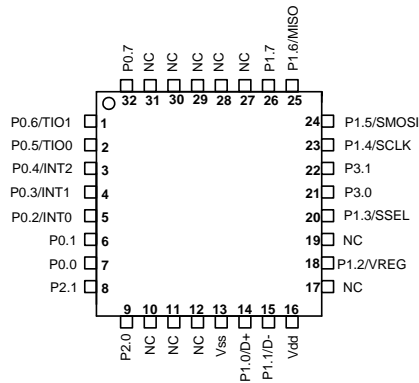 P0.7
NC
NC
NC
NC
NC
P1.7
P1.6/MISO
32
31
30
29
28
27
26
25
P0.6/TIO1 1
P0.5/TIO0 2
P0.4/INT2 3
P0.3/INT1 4
P0.2/INT0 5
P0.1 6
P0.0 7
P2.1 8
24 P1.5/SMOSI
23 P1.4/SCLK
22 P3.1
21 P3.0
20 P1.3/SSEL
19 NC
18 P1.2/VREG
17 NC
9
10
11
12
13
14
15
16
P2.0
NC
NC
NC
Vss
P1.0/D+
P1.1/D-
Vdd